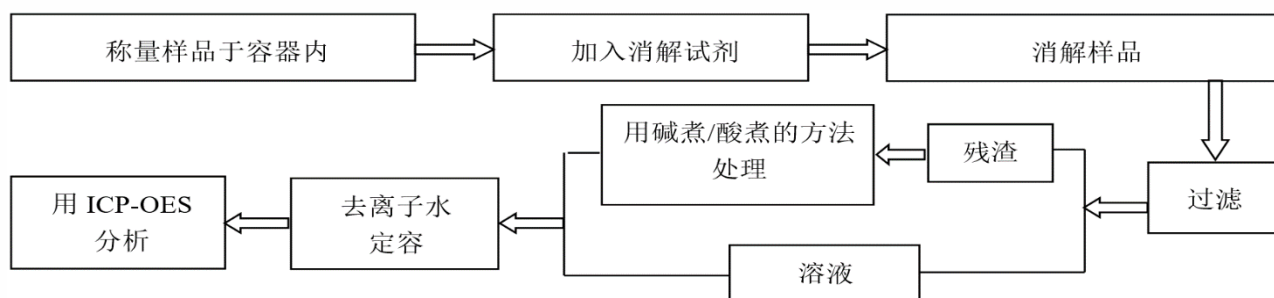 称量样品于容器内
加入消解试剂
消解样品
用碱煮/酸煮的方法
处理
残渣
过滤
用 ICP-OES
分析
去离子水
定容
溶液